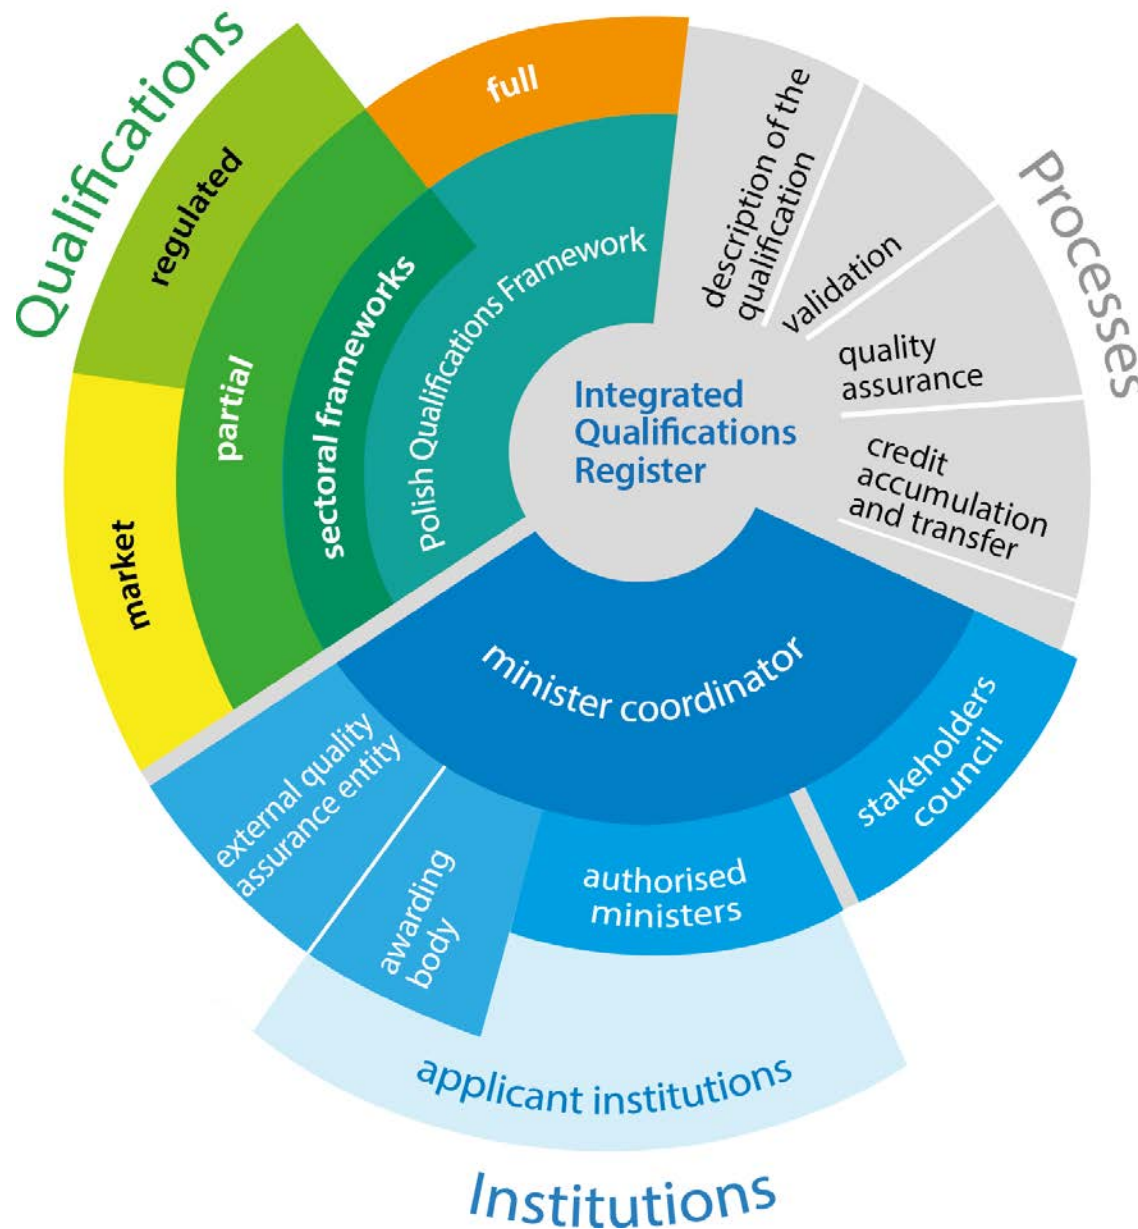 Qualifications
full
regulated
partial
market
sectoral frameworks
Polish Qualifications Framework
Processes
description of the
qualification
validation
quality
assurance
credit
accumulation
and transfer
Integrated
Qualifications
Register
minister coordinator
stakeholders
council
authorised
ministers
awarding
body
external quality
assurance entity
applicant institutions
Institutions